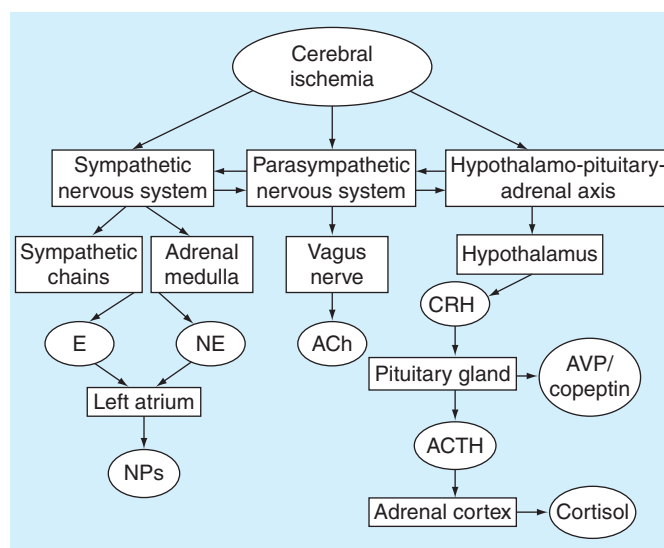 Cerebral
ischemia
Sympathetic
nervous system
Parasympathetic
nervous system
Hypothalamo-pituitary-
adrenal axis
Sympathetic
chains
Adrenal
medulla
Vagus
nerve
Hypothalamus
CRH
E
NE
ACh
Pituitary gland
AVP/
copeptin
Left atrium
ACTH
NPs
Adrenal cortex
Cortisol